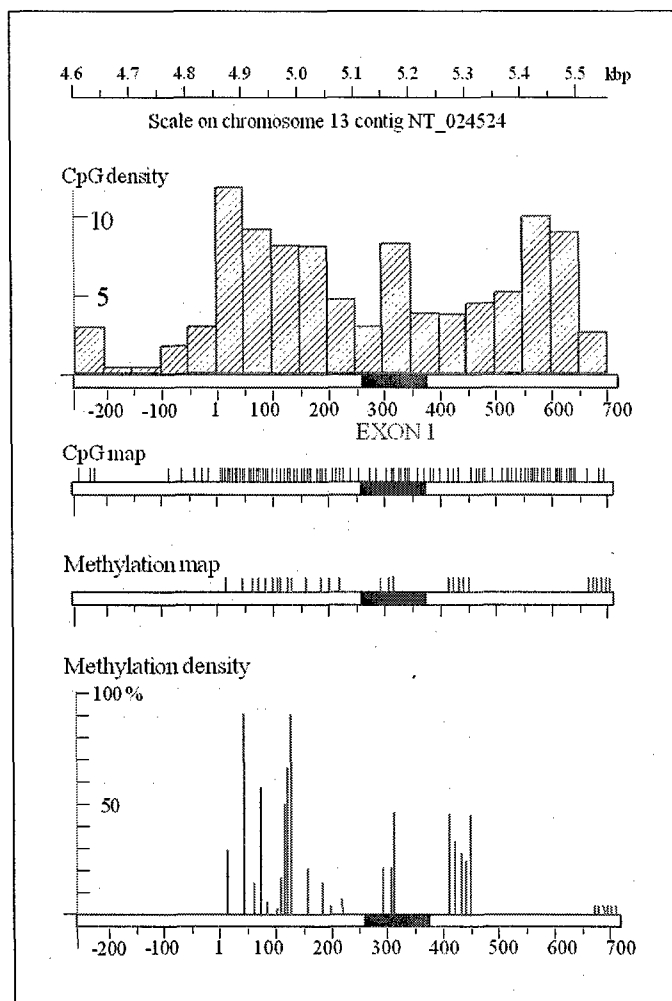 4.6 4.7 4.8 4.9 5.0 5.1 5.2 5.3 5.4 5.5 kbp
Scale on chromosome 13 contig NT_024524
CpG density
10
5
-200 -100 1 100 200 300 400 500 600 700
EXON 1
CpG map
Methylation map
Methylation density
100 %
50
-200 -100 1 100 200 300 400 500 600 700